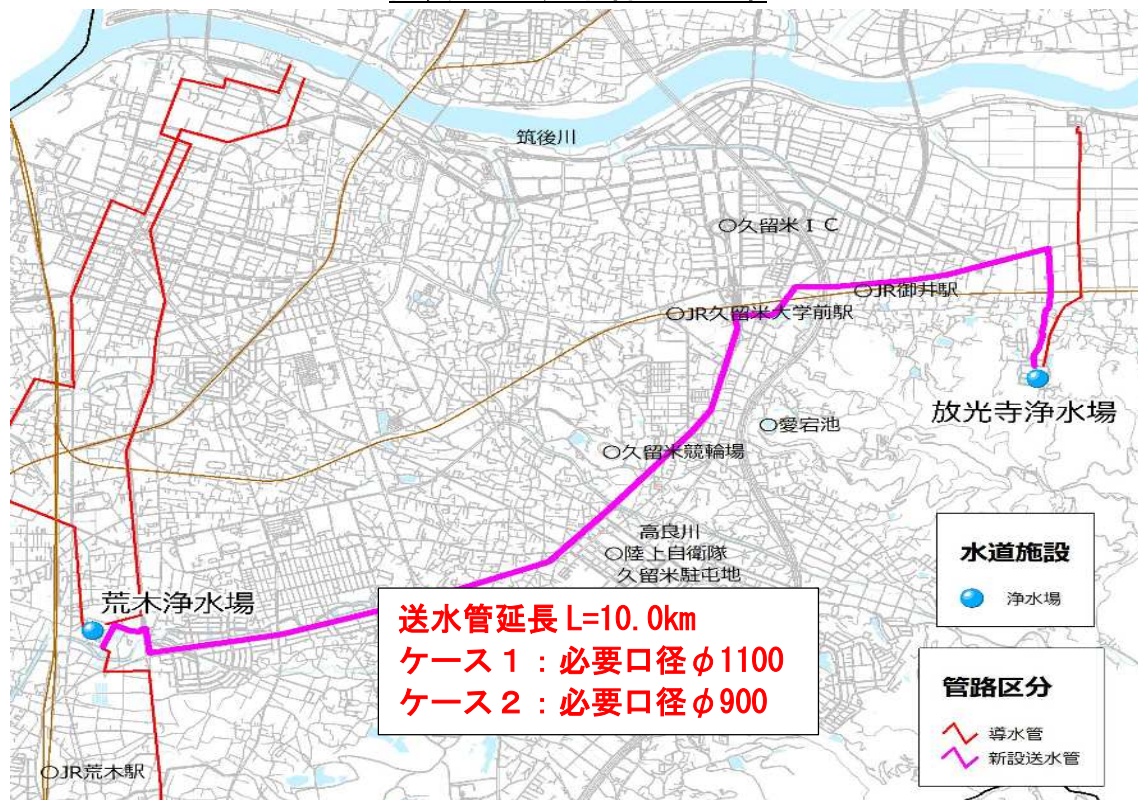 筑後川
○久留米IC
○JR御井駅
○JR久留米大学前駅
放光寺浄水場
○愛宕池
○久留米競輪場
高良川
○陸上自衛隊
久留米駐屯地
荒木浄水場
送水管延長 L=10.0km
ケース1:必要口径φ1100
ケース2:必要口径φ900
○JR荒木駅
水道施設
浄水場
管路区分
導水管
新設送水管